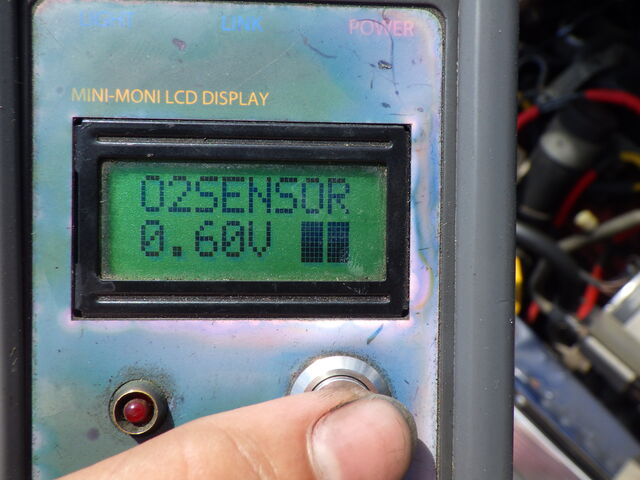 LIGHT LINK POWER
MINI-MONI LCD DISPLAY
O2SENSOR
0.60V